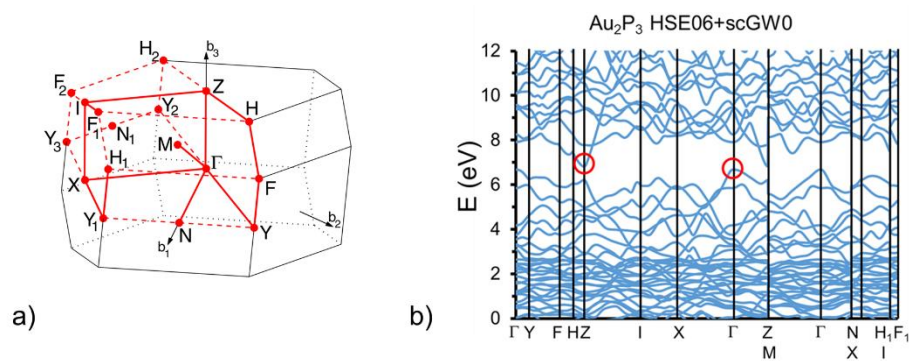 H₂
b₃
Z
F₂
I
F₁
N₁
Y₂
H
Y₃
M
H₁
Γ
F
X
Y₁
b₂
N
b₁
Y
a)
Au₂P₃ HSE06+scGW0
E (eV)
12
10
8
6
4
2
0
Γ Y F H Z I X Γ Z Γ N H₁ F₁
M X I
b)